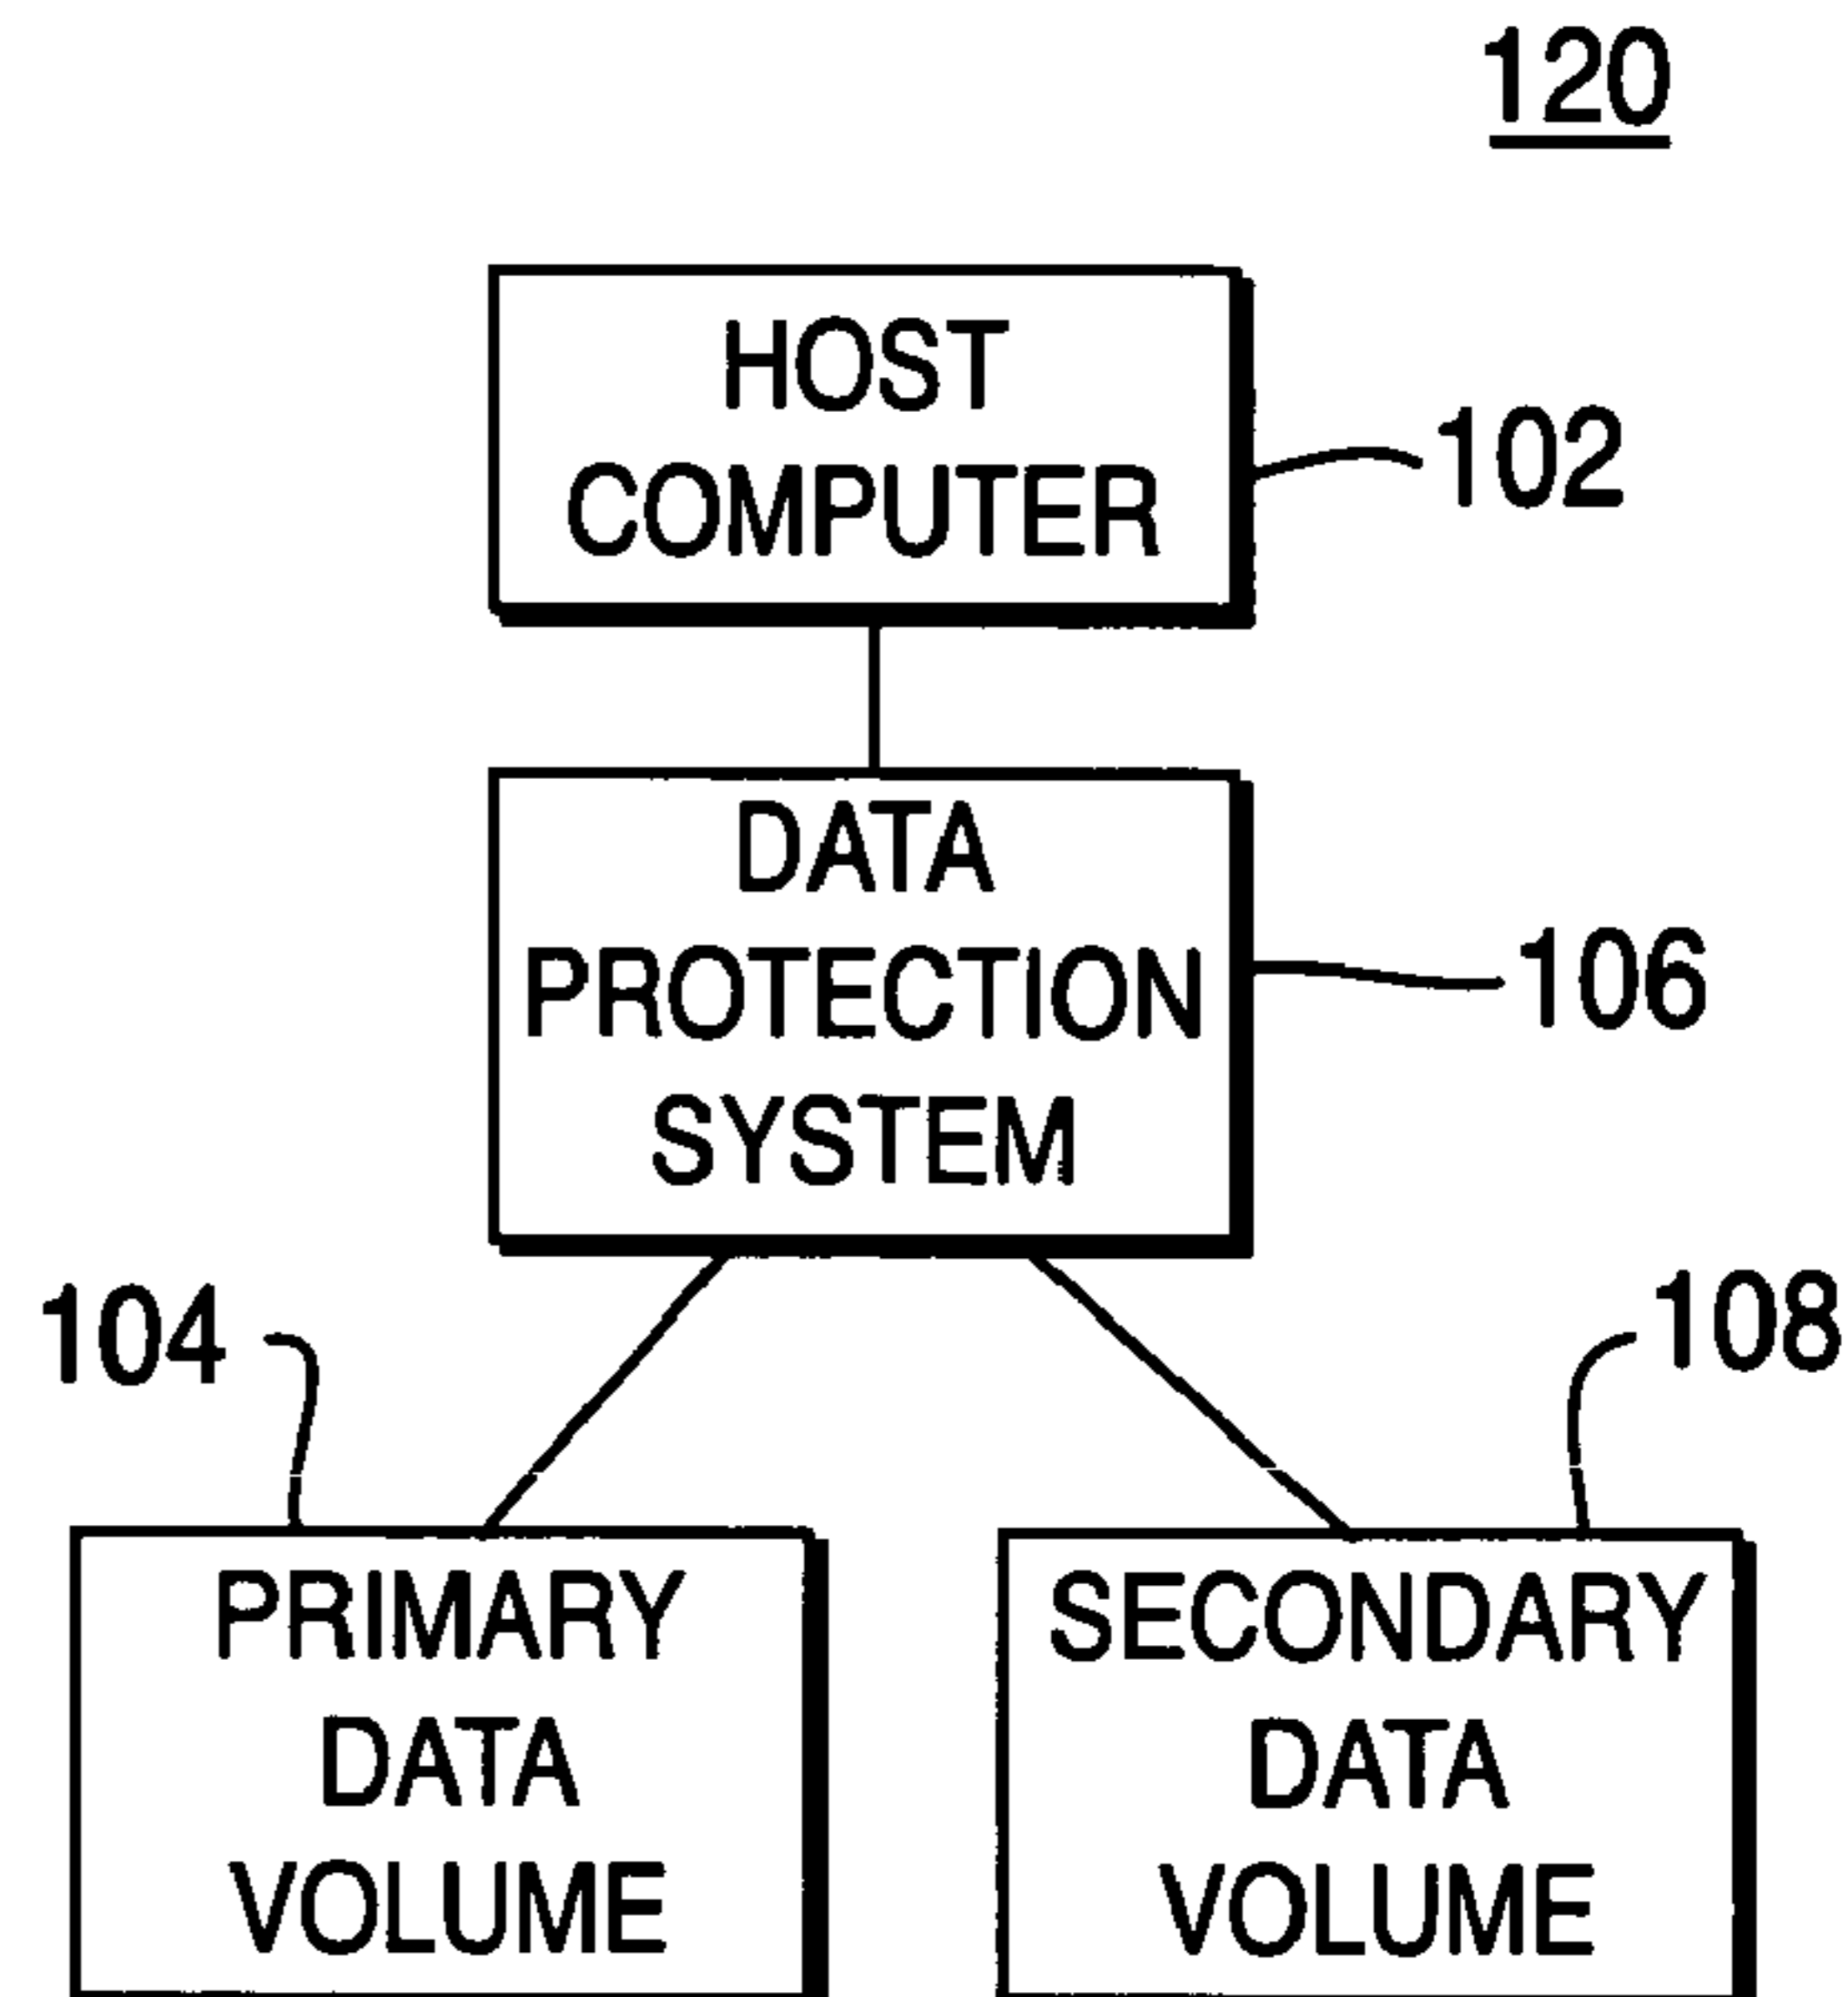 120
HOST
COMPUTER
102
DATA
PROTECTION
SYSTEM
106
104
108
PRIMARY
DATA
VOLUME
SECONDARY
DATA
VOLUME